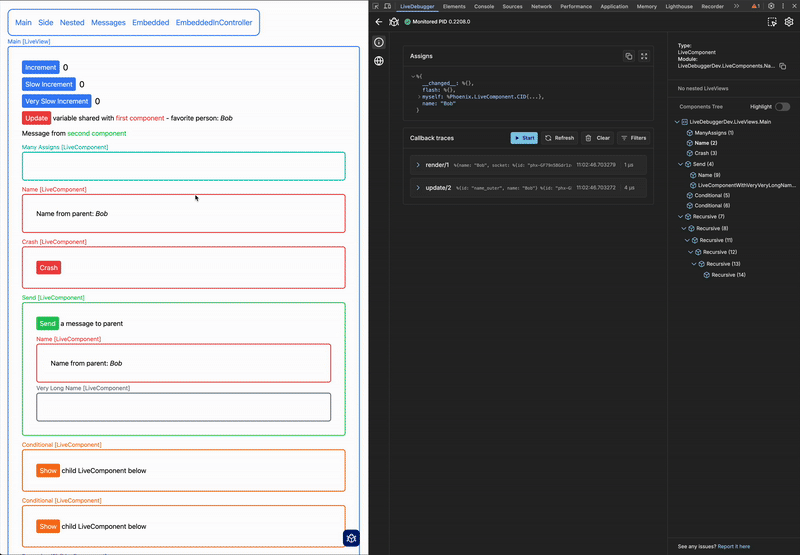 Main Side Nested Messages Embedded EmbeddedInController
Main [LiveView]
Increment 0
Slow Increment 0
Very Slow Increment 0
Update variable shared with first component - favorite person: Bob
Message from second component
Many Assigns [LiveComponent]
Name [LiveComponent]
Name from parent: Bob
Crash [LiveComponent]
Crash
Send [LiveComponent]
Send a message to parent
Name [LiveComponent]
Name from parent: Bob
Very Long Name [LiveComponent]
Conditional [LiveComponent]
Show child LiveComponent below
Conditional [LiveComponent]
Show child LiveComponent below
LiveDebugger Elements Console Sources Network Performance Application Memory Lighthouse Recorder
1
Monitored PID 0.2208.0
Assigns
%{
__changed__: %{},
flash: %{},
myself: %Phoenix.LiveComponent.CID{...},
name: "Bob"
}
Callback traces
Start Refresh Clear Filters
render/1 %{name: "Bob", socket: 11:02:46.703279 1 µs
update/2 %{id: "name_outer", name: "Bob"} 11:02:46.703272 4 µs
Type:
LiveComponent
Module:
LiveDebuggerDev.LiveComponents.Na...
No nested LiveViews
Components Tree Highlight
LiveDebuggerDev.LiveViews.Main
ManyAssigns (1)
Name (2)
Crash (3)
Send (4)
Name (9)
LiveComponentWithVeryVeryLongNam...
Conditional (5)
Conditional (6)
Recursive (7)
Recursive (8)
Recursive (11)
Recursive (12)
Recursive (13)
Recursive (14)
See any issues? Report it here